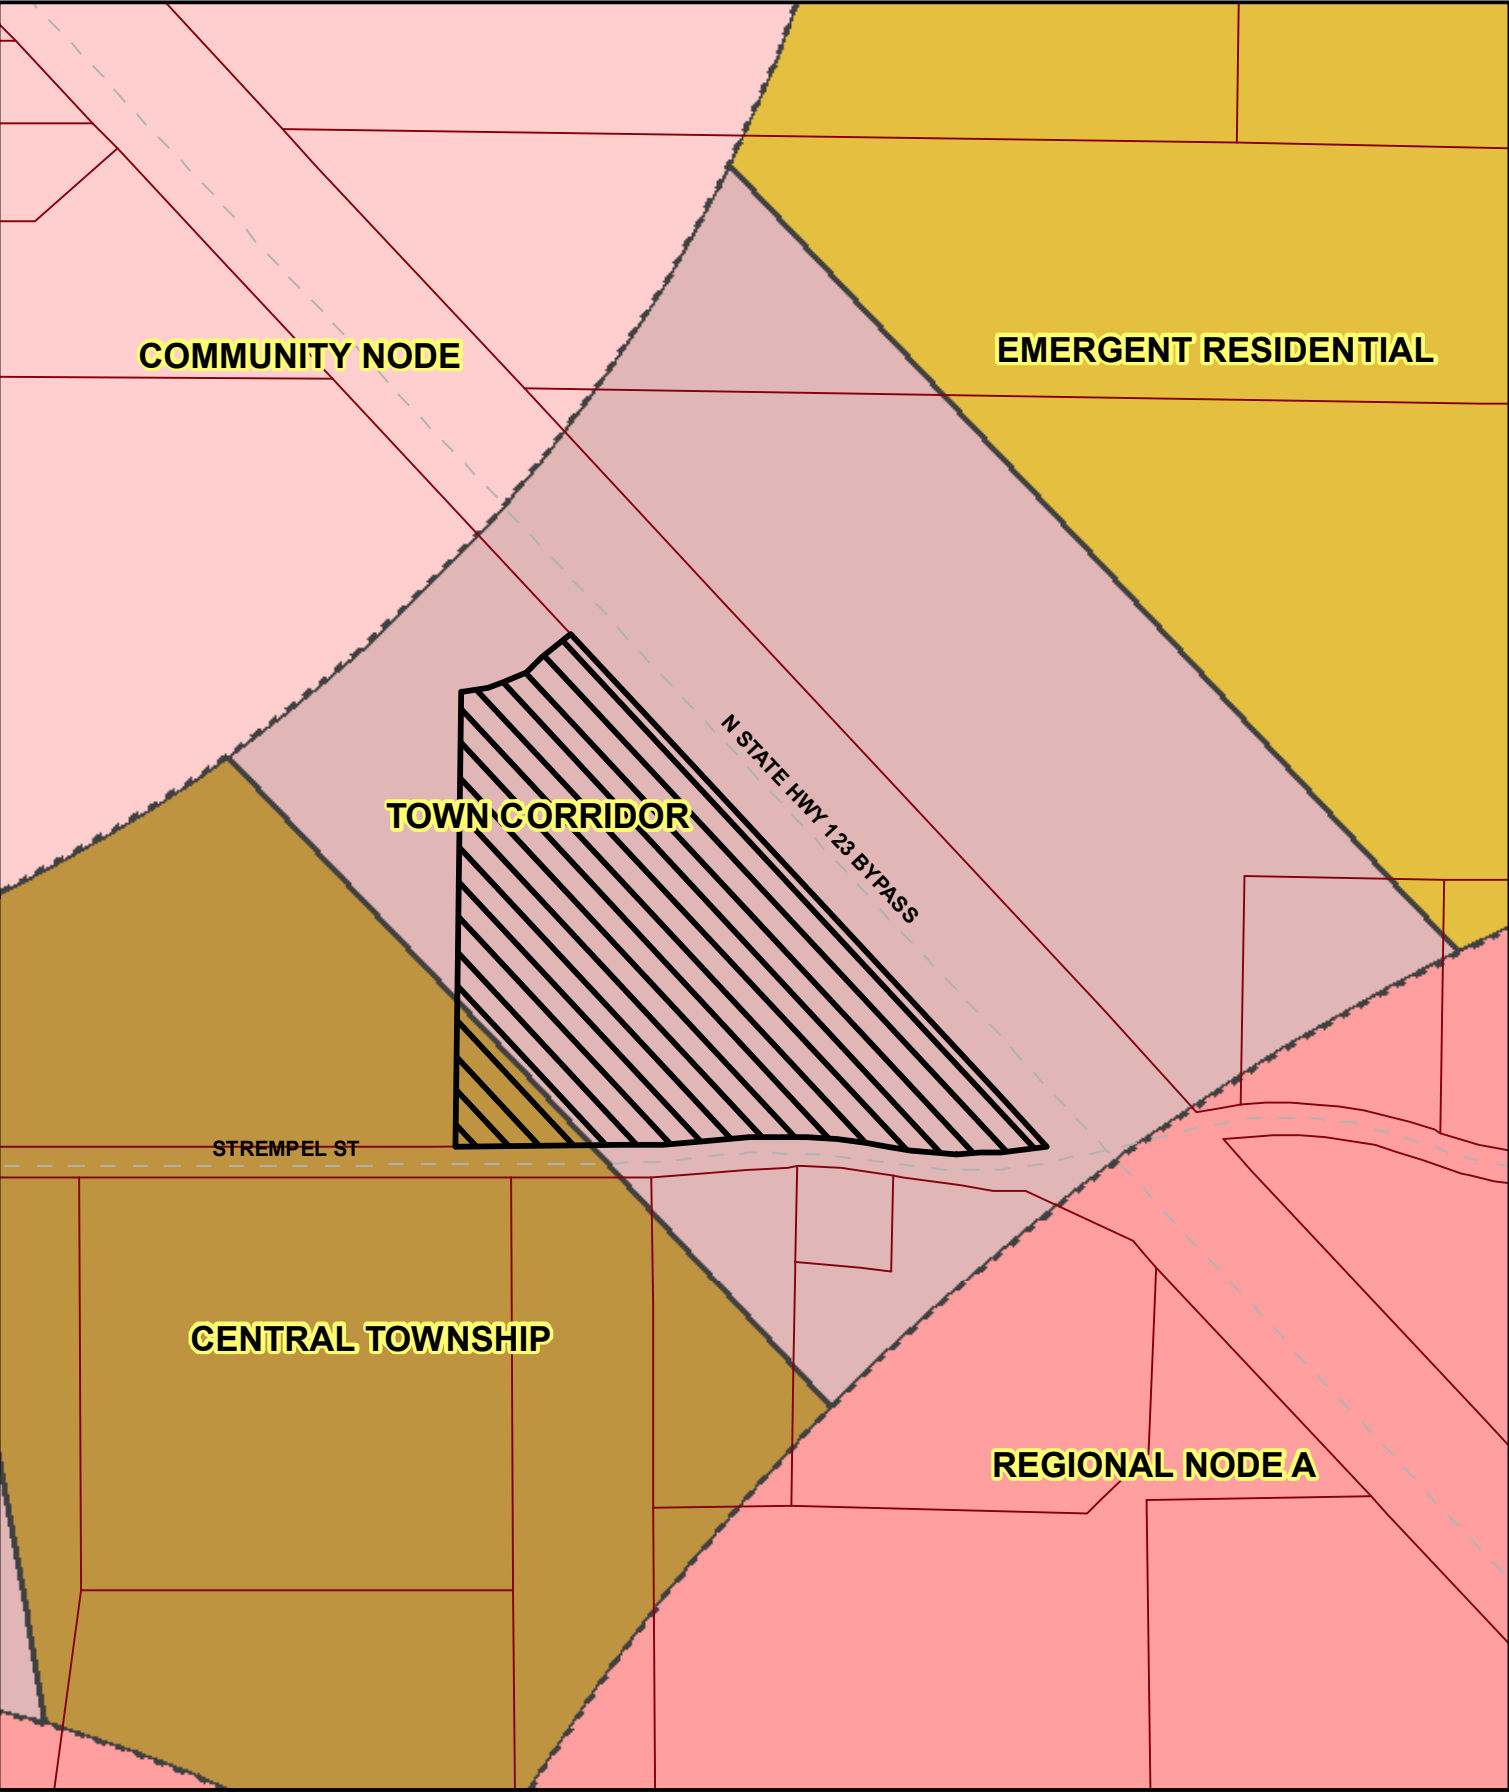 EMERGENT RESIDENTIAL
COMMUNITY NODE
TOWN CORRIDOR
N STATE HWY 123 BYPASS
STREMPEL ST
CENTRAL TOWNSHIP
REGIONAL NODE A